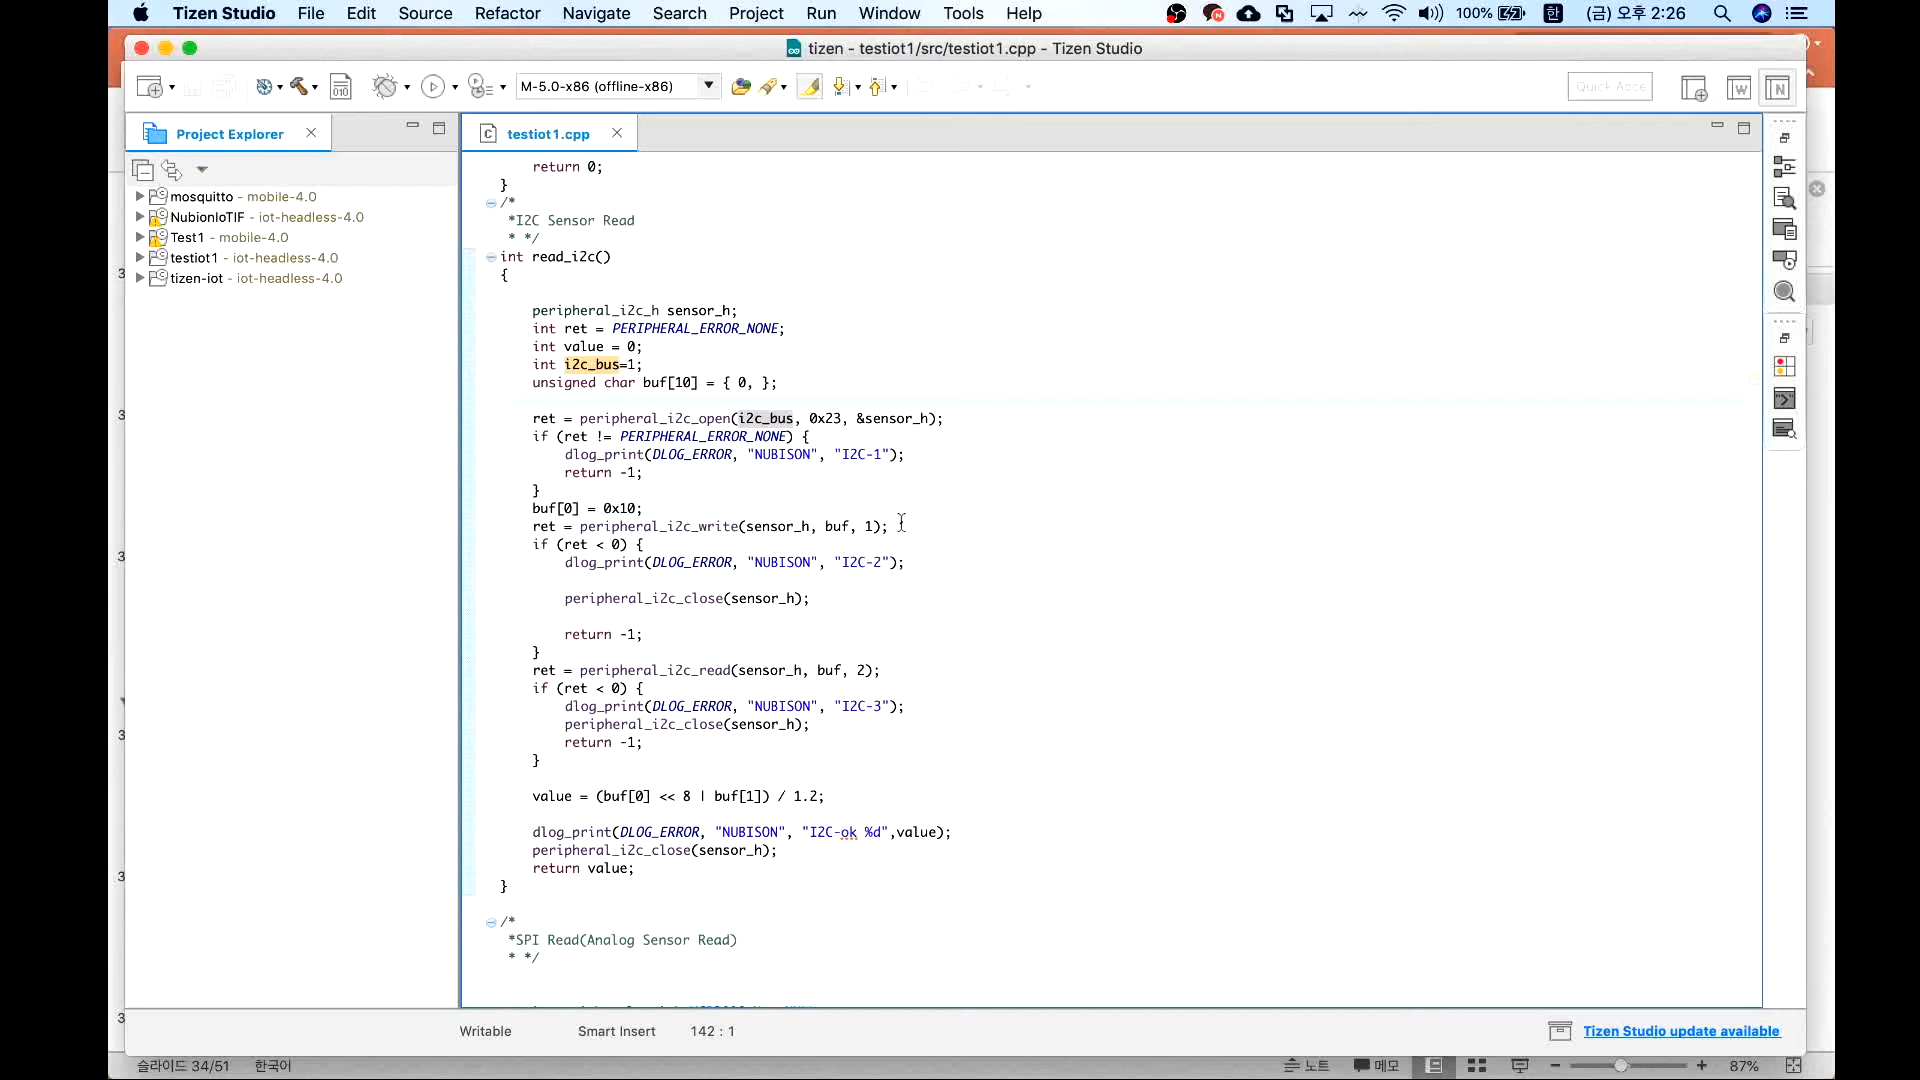 Tizen Studio File Edit Source Refactor Navigate Search Project Run Window Tools Help 100% 한 (금) 오후 2:26
tizen - testiot1/src/testiot1.cpp - Tizen Studio
M-5.0-x86 (offline-x86)
Quick Acce
Project Explorer
testiot1.cpp
mosquitto - mobile-4.0
NubionIoTIF - iot-headless-4.0
Test1 - mobile-4.0
testiot1 - iot-headless-4.0
tizen-iot - iot-headless-4.0
return 0;
}
/*
*I2C Sensor Read
* */
int read_i2c()
{
peripheral_i2c_h sensor_h;
int ret = PERIPHERAL_ERROR_NONE;
int value = 0;
int i2c_bus=1;
unsigned char buf[10] = { 0, };
ret = peripheral_i2c_open(i2c_bus, 0x23, &sensor_h);
if (ret != PERIPHERAL_ERROR_NONE) {
dlog_print(DLOG_ERROR, "NUBISON", "I2C-1");
return -1;
}
buf[0] = 0x10;
ret = peripheral_i2c_write(sensor_h, buf, 1);
if (ret < 0) {
dlog_print(DLOG_ERROR, "NUBISON", "I2C-2");
peripheral_i2c_close(sensor_h);
return -1;
}
ret = peripheral_i2c_read(sensor_h, buf, 2);
if (ret < 0) {
dlog_print(DLOG_ERROR, "NUBISON", "I2C-3");
peripheral_i2c_close(sensor_h);
return -1;
}
value = (buf[0] << 8 | buf[1]) / 1.2;
dlog_print(DLOG_ERROR, "NUBISON", "I2C-ok %d",value);
peripheral_i2c_close(sensor_h);
return value;
}
/*
*SPI Read(Analog Sensor Read)
* */
Writable Smart Insert 142 : 1
Tizen Studio update available
슬라이드 34/51 한국어 노트 메모 87%